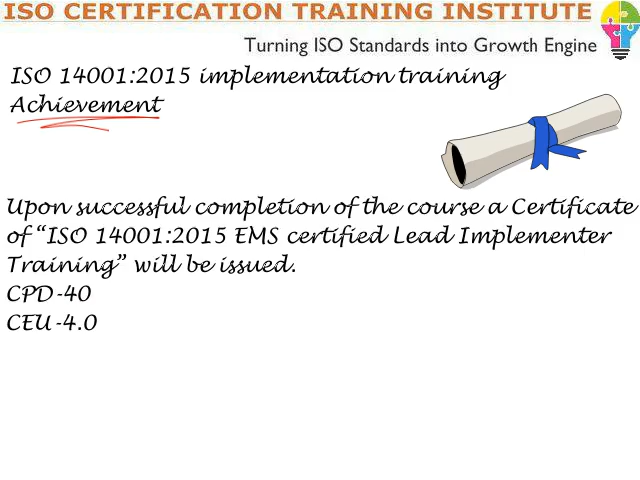 ISO CERTIFICATION TRAINING INSTITUTE
Turning ISO Standards into Growth Engine
ISO 14001:2015 implementation training
Achievement
Upon successful completion of the course a Certificate
of “ISO 14001:2015 EMS certified Lead Implementer
Training” will be issued.
CPD-40
CEU-4.0